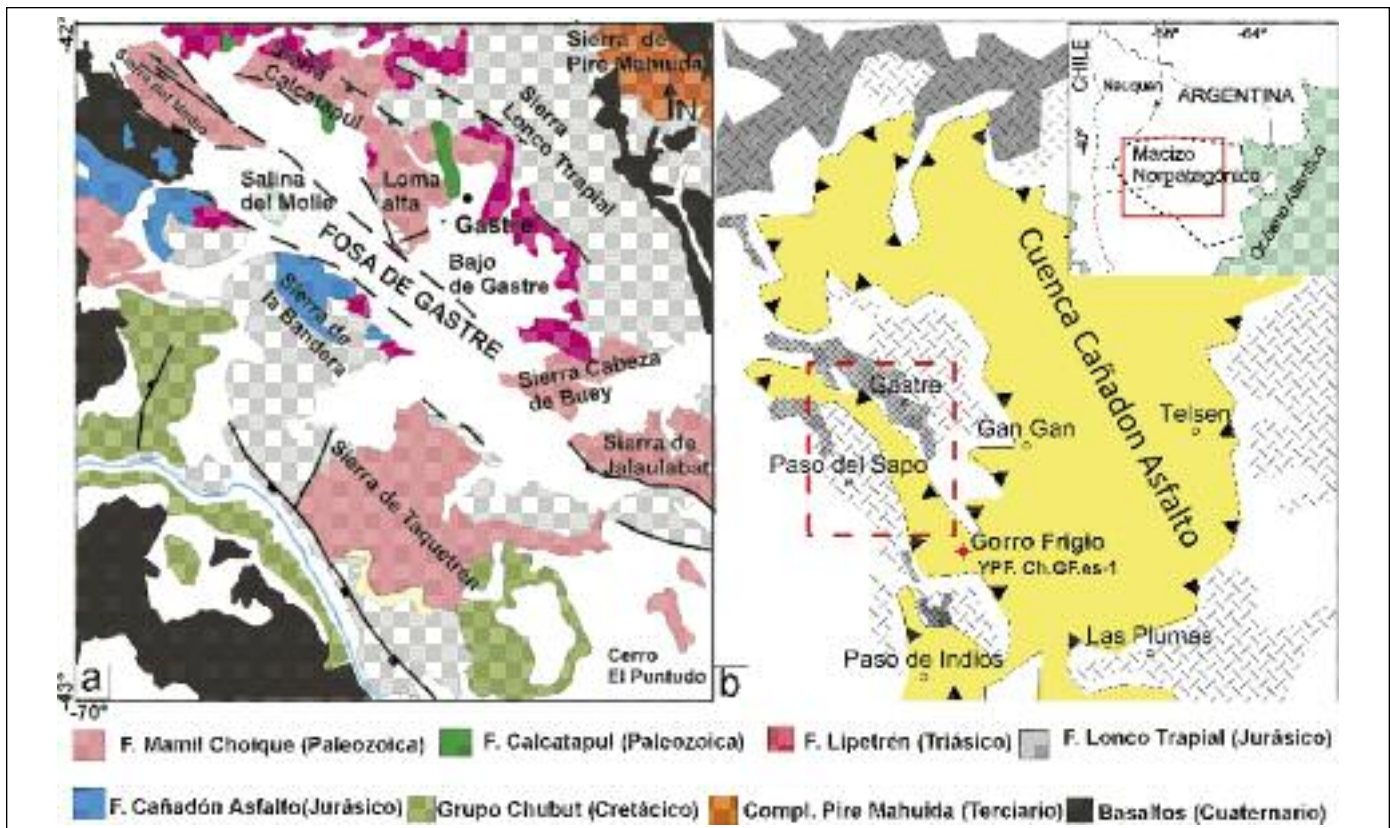 -42°
Sierra del Mimbo
Sierra
Calcatapul
Sierra de
Pire Mahuida
N
Sierra
Lonco Trapial
Salina
del Molle
Loma
alta
Gastre
FOSA DE GASTRE
Bajo
de Gastre
Sierra de
la Bandera
Sierra Cabeza
de Buey
Sierra de
Jalaulabat
Sierra de Taquetren
Cerro
El Puntudo
a
-43°
-70°
CHILE
-64°
Neuquen
ARGENTINA
-40°
Macizo
Norpatagónico
Océano Atlántico
Cuenca Cañadon Asfalto
Gastre
Gan Gan
Telsen
Paso del Sapo
Gorro Frigio
YPF. Ch.GF.es-1
Las Plumas
Paso de Indios
b
F. Mamil Choique (Paleozoica)
F. Calcatapul (Paleozoica)
F. Lipetrén (Triásico)
F. Lonco Trapial (Jurásico)
F. Cañadón Asfalto(Jurásico)
Grupo Chubut (Cretácico)
Compl. Pire Mahuida (Terciario)
Basaltos (Cuaternario)